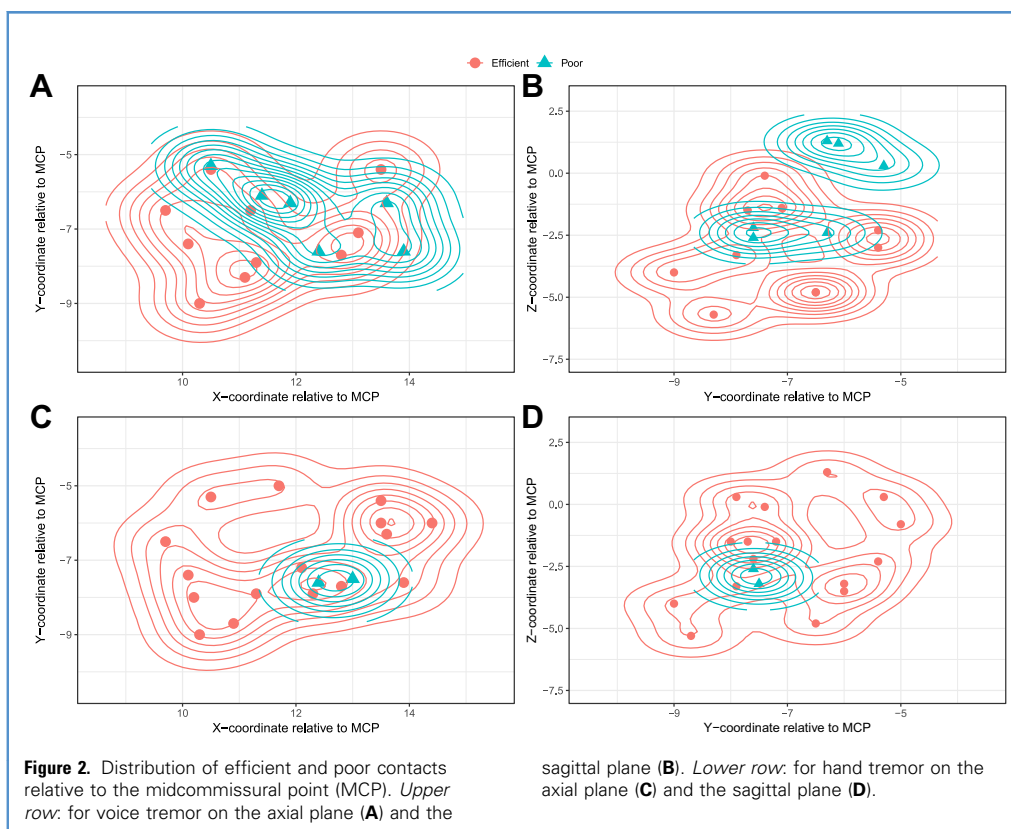 Efficient Poor
A
B
−5
−7
−9
Y−coordinate relative to MCP
10 12 14
X−coordinate relative to MCP
2.5
0.0
−2.5
−5.0
−7.5
Z−coordinate relative to MCP
−9 −7 −5
Y−coordinate relative to MCP
C
D
−5
−7
−9
Y−coordinate relative to MCP
10 12 14
X−coordinate relative to MCP
2.5
0.0
−2.5
−5.0
−7.5
Z−coordinate relative to MCP
−9 −7 −5
Y−coordinate relative to MCP
Figure 2. Distribution of efficient and poor contacts
relative to the midcommissural point (MCP). Upper
row: for voice tremor on the axial plane (A) and the
sagittal plane (B). Lower row: for hand tremor on the
axial plane (C) and the sagittal plane (D).